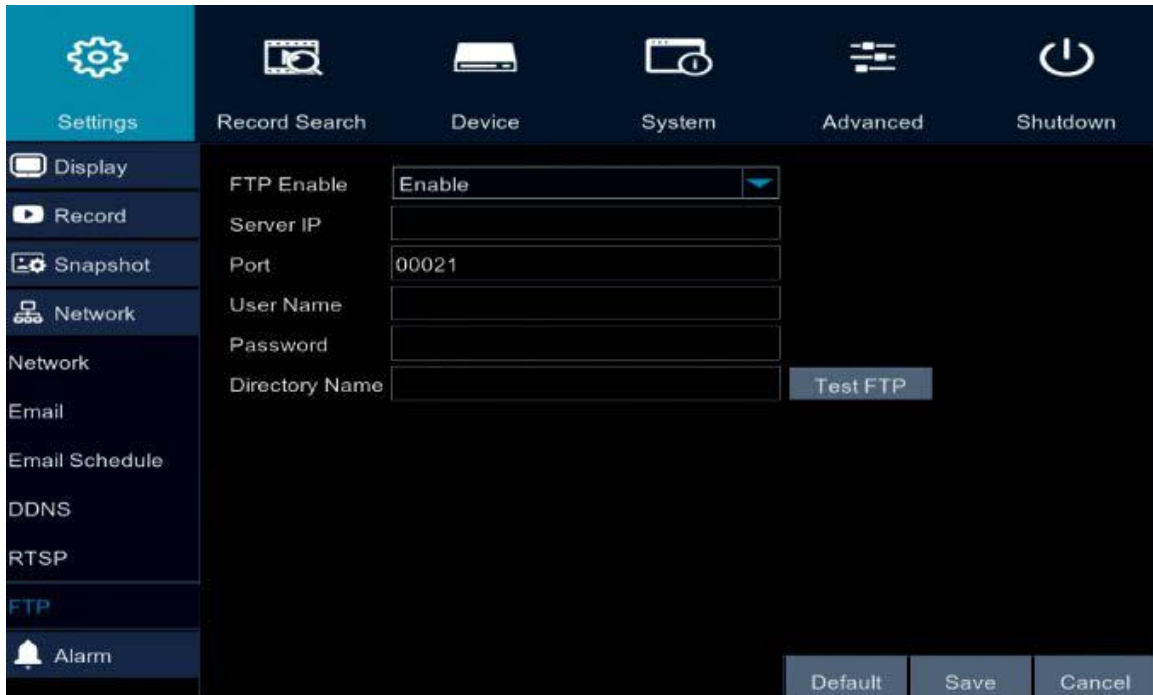 Settings Record Search Device System Advanced Shutdown
Display
Record
Snapshot
Network
Network
Email
Email Schedule
DDNS
RTSP
FTP
Alarm
FTP Enable Enable
Server IP
Port 00021
User Name
Password
Directory Name Test FTP
Default Save Cancel